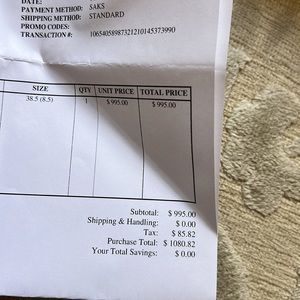 DATE:
PAYMENT METHOD: SAKS
SHIPPING METHOD: STANDARD
PROMO CODES:
TRANSACTION #: 10654058987321210145373990
SIZE QTY UNIT PRICE TOTAL PRICE
38.5 (8.5) 1 $ 995.00 $ 995.00
Subtotal: $ 995.00
Shipping & Handling: $ 0.00
Tax: $ 85.82
Purchase Total: $ 1080.82
Your Total Savings: $ 0.00